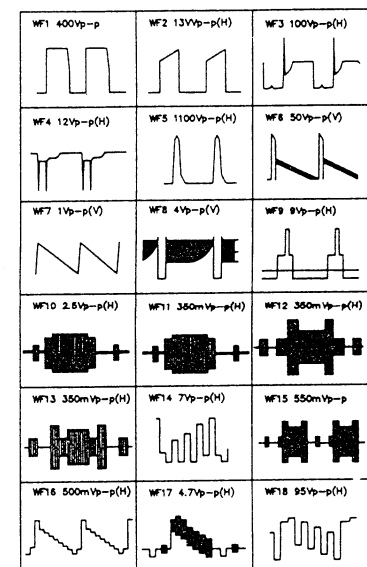 WF1 400Vp-p
WF2 13VVp-p(H)
WF3 100Vp-p(H)
WF4 12Vp-p(H)
WF5 1100Vp-p(H)
WF6 50Vp-p(V)
WF7 1Vp-p(V)
WF8 4Vp-p(V)
WF9 9Vp-p(H)
WF10 2.5Vp-p(H)
WF11 350mVp-p(H)
WF12 350mVp-p(H)
WF13 350mVp-p(H)
WF14 7Vp-p(H)
WF15 550mVp-p
WF16 500mVp-p(H)
WF17 4.7Vp-p(H)
WF18 95Vp-p(H)